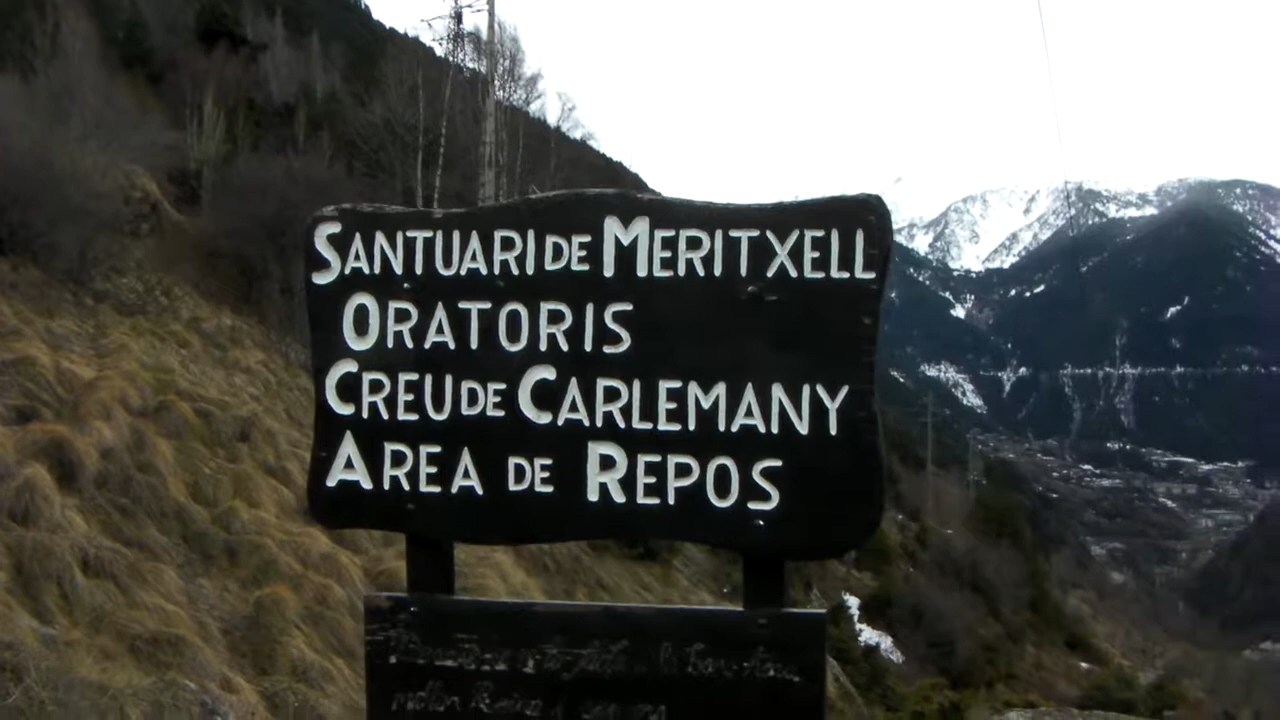 SANTUARI DE MERITXELL
ORATORIS
CREU DE CARLEMANY
AREA DE REPOS